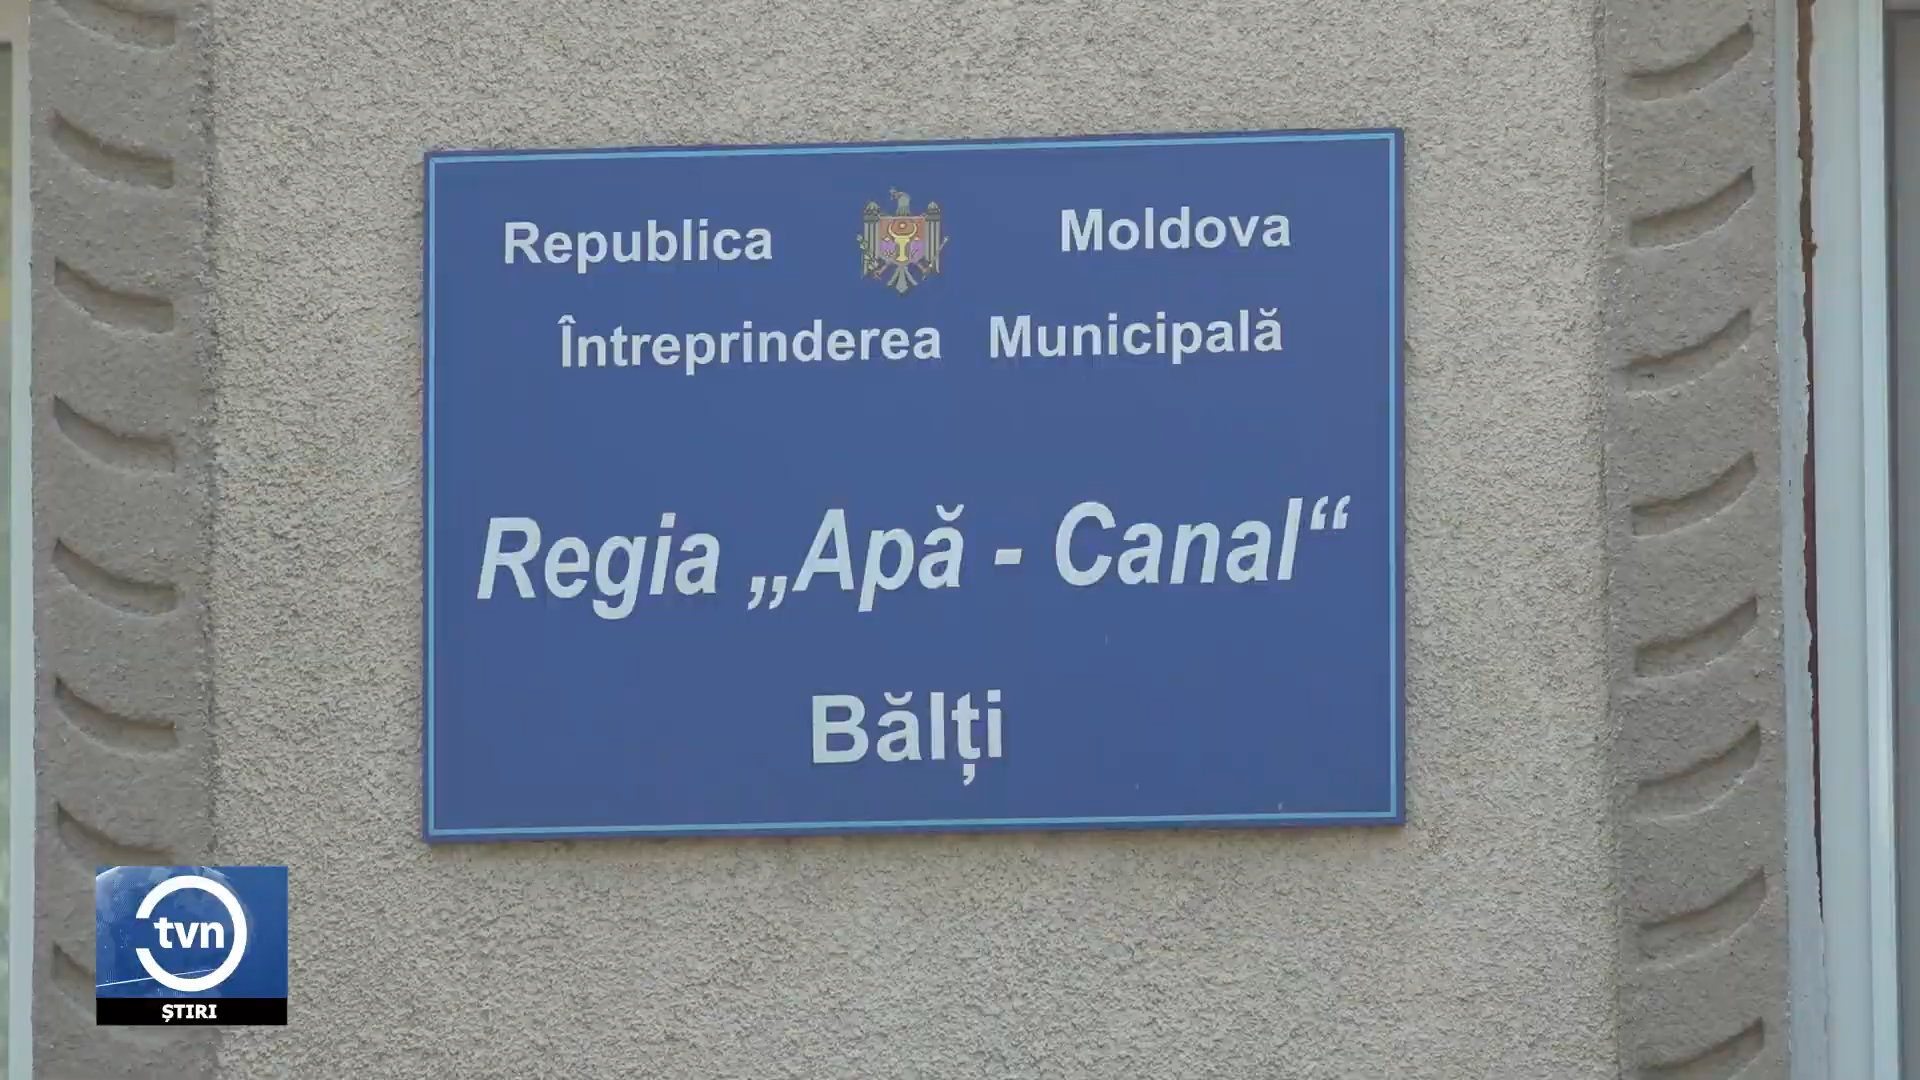 Republica Moldova
Întreprinderea Municipală
Regia „Apă - Canal“
Bălți
tvn
ȘTIRI